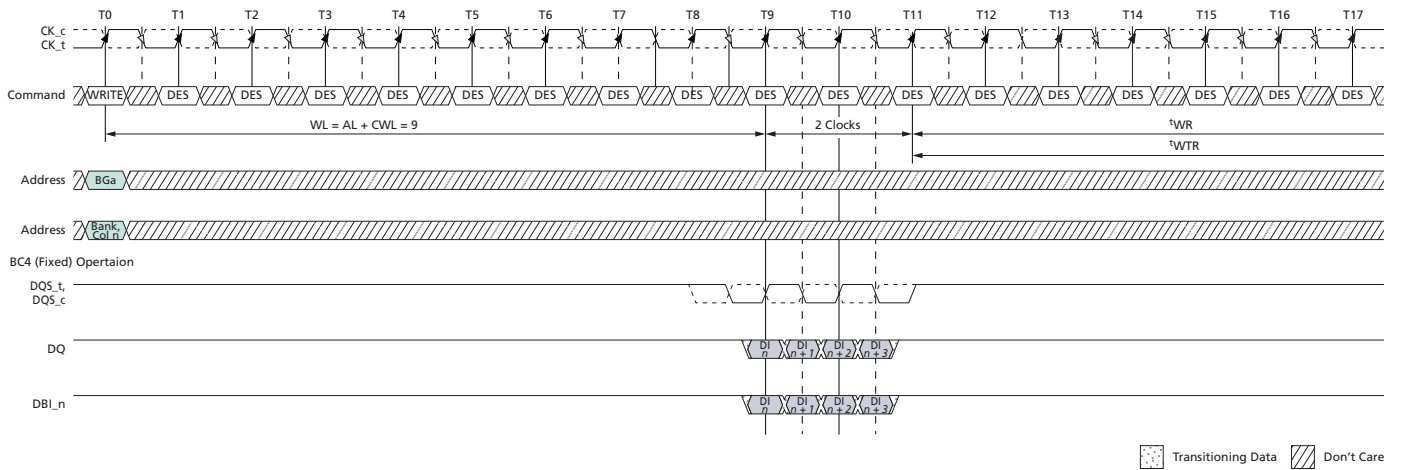 T0 T1 T2 T3 T4 T5 T6 T7 T8 T9 T10 T11 T12 T13 T14 T15 T16 T17
CK_c
CK_t
Command WRITE DES DES DES DES DES DES DES DES DES DES DES DES DES DES DES DES DES
WL = AL + CWL = 9 2 Clocks tWR
tWTR
Address BGa
Address Bank,
Col n
BC4 (Fixed) Opertaion
DQS_t,
DQS_c
DQ DI DI DI DI
n n + 1 n + 2 n + 3
DBI_n DI DI DI DI
n n + 1 n + 2 n + 3
Transitioning Data Don't Care